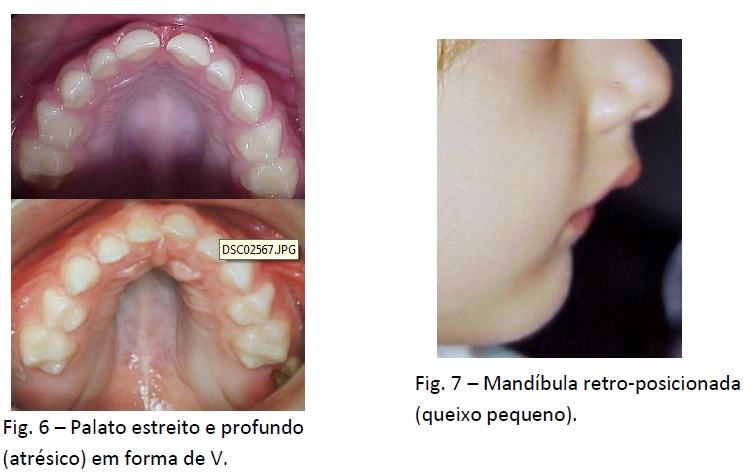 DSC02567.JPG
Fig. 6 – Palato estreito e profundo
(atrésico) em forma de V.
Fig. 7 – Mandíbula retro-posicionada
(queixo pequeno).